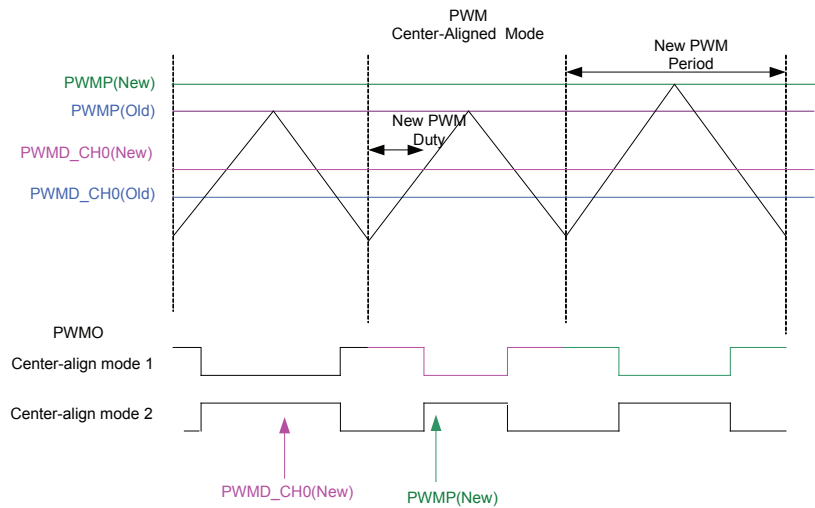 PWM
Center-Aligned Mode
New PWM
Period
PWMP(New)
PWMP(Old)
New PWM
Duty
PWMD_CH0(New)
PWMD_CH0(Old)
PWMO
Center-align mode 1
Center-align mode 2
PWMD_CH0(New)
PWMP(New)